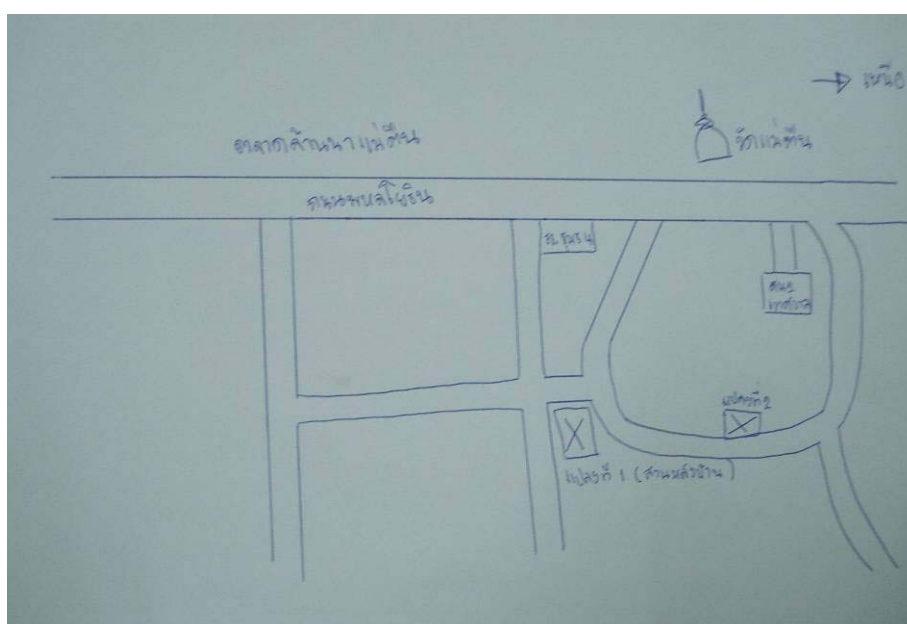 เหนือ
ตลาดล้านนาแม่ตืน
วัดแม่ตืน
ถนนพหลโยธิน
แปลงที่ 2
แปลงที่ 1 (สวนหลังบ้าน)